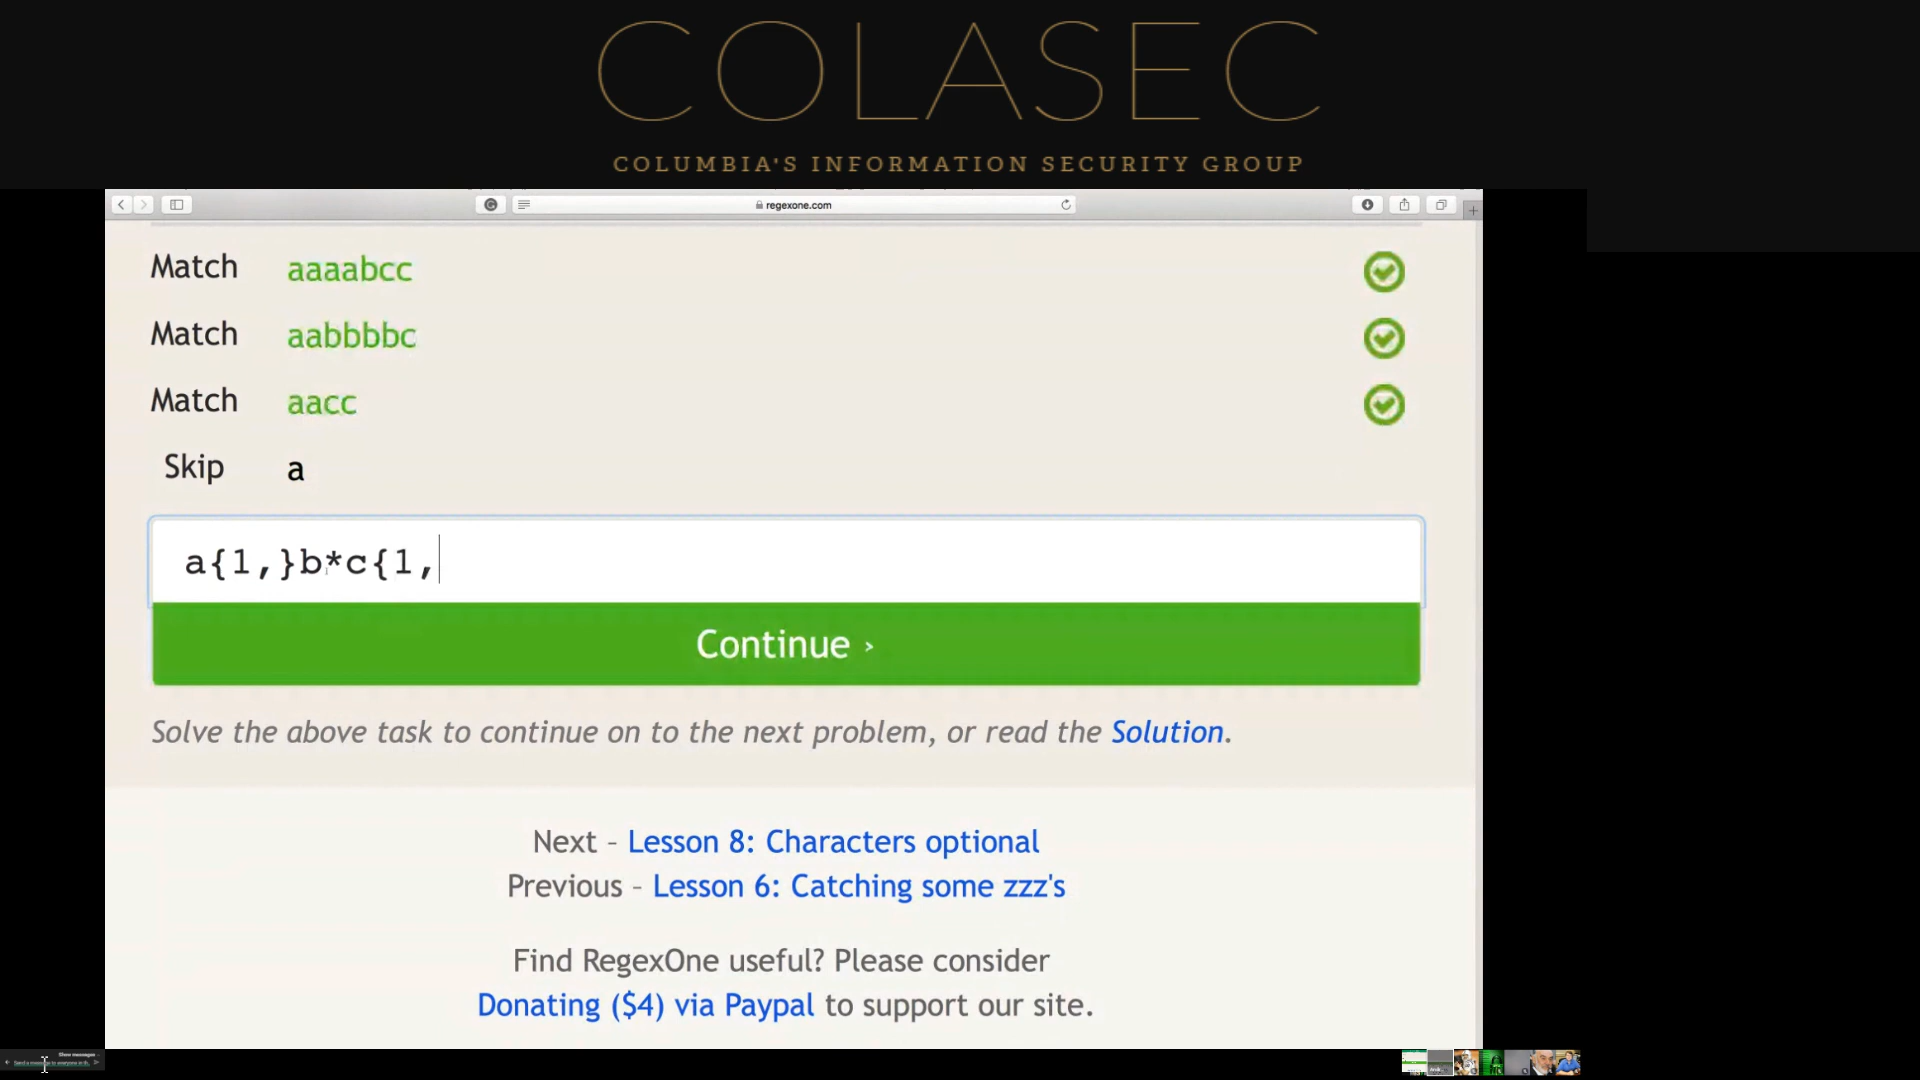 COLASEC
COLUMBIA'S INFORMATION SECURITY GROUP
regexone.com
Match aaaabcc
Match aabbbbc
Match aacc
Skip a
a{1,}b*c{1,
Continue ›
Solve the above task to continue on to the next problem, or read the Solution.
Next – Lesson 8: Characters optional
Previous – Lesson 6: Catching some zzz's
Find RegexOne useful? Please consider
Donating ($4) via Paypal to support our site.
Show messages